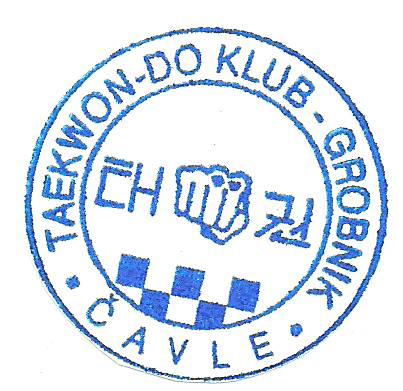 TAEKWON-DO KLUB - GROBNIK
태 권
• ČAVLE •